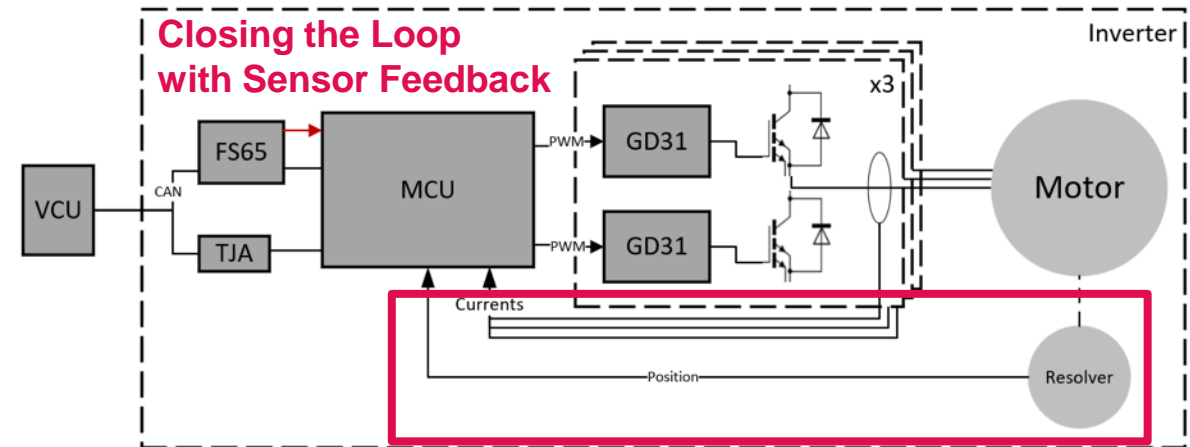 Closing the Loop
with Sensor Feedback
Inverter
x3
FS65
MCU
PWM
GD31
Motor
VCU
CAN
TJA
PWM
GD31
Currents
Position
Resolver